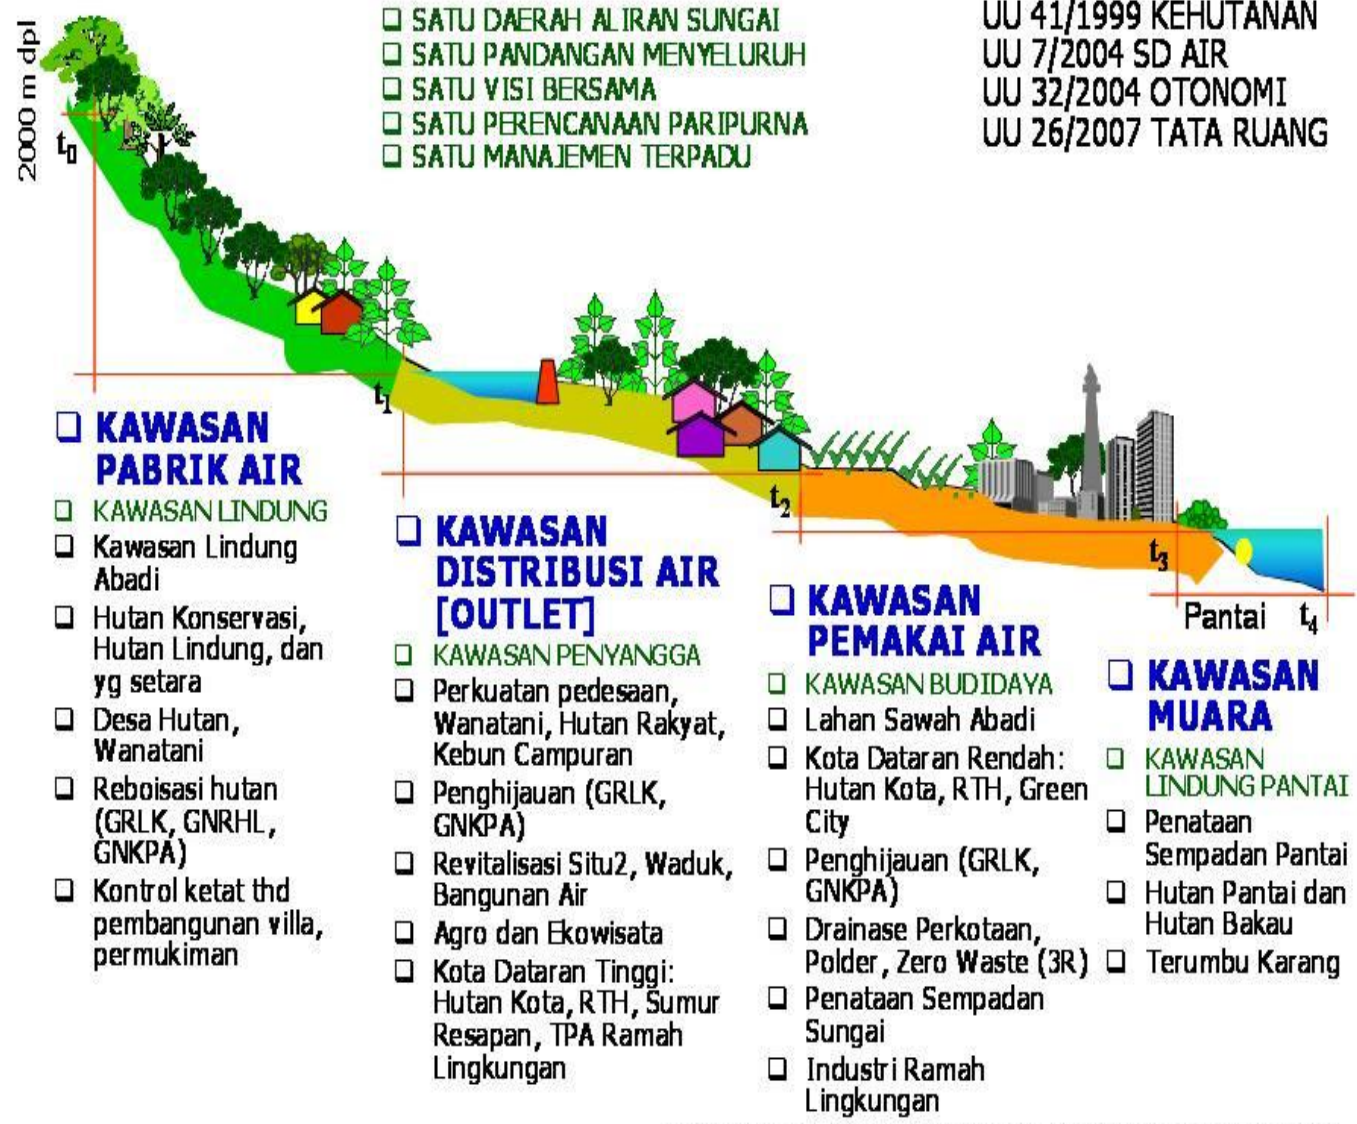 2000 m dpl
SATU DAERAH ALIRAN SUNGAI
SATU PANDANGAN MENYELURUH
SATU VISI BERSAMA
SATU PERENCANAAN PARIPURNA
SATU MANAJEMEN TERPADU
UU 41/1999 KEHUTANAN
UU 7/2004 SD AIR
UU 32/2004 OTONOMI
UU 26/2007 TATA RUANG
t0
t1
t2
t3
Pantai t4
KAWASAN
PABRIK AIR
KAWASAN LINDUNG
Kawasan Lindung
Abadi
Hutan Konservasi,
Hutan Lindung, dan
yg setara
Desa Hutan,
Wanatani
Reboisasi hutan
(GRLK, GNRHL,
GNKPA)
Kontrol ketat thd
pembangunan villa,
permukiman
KAWASAN
DISTRIBUSI AIR
[OUTLET]
KAWASAN PENYANGGA
Perkuatan pedesaan,
Wanatani, Hutan Rakyat,
Kebun Campuran
Penghijauan (GRLK,
GNKPA)
Revitalisasi Situ2, Waduk,
Bangunan Air
Agro dan Ekowisata
Kota Dataran Tinggi:
Hutan Kota, RTH, Sumur
Resapan, TPA Ramah
Lingkungan
KAWASAN
PEMAKAI AIR
KAWASAN BUDIDAYA
Lahan Sawah Abadi
Kota Dataran Rendah:
Hutan Kota, RTH, Green
City
Penghijauan (GRLK,
GNKPA)
Drainase Perkotaan,
Polder, Zero Waste (3R)
Penataan Sempadan
Sungai
Industri Ramah
Lingkungan
KAWASAN
MUARA
KAWASAN
LINDUNG PANTAI
Penataan
Sempadan Pantai
Hutan Pantai dan
Hutan Bakau
Terumbu Karang